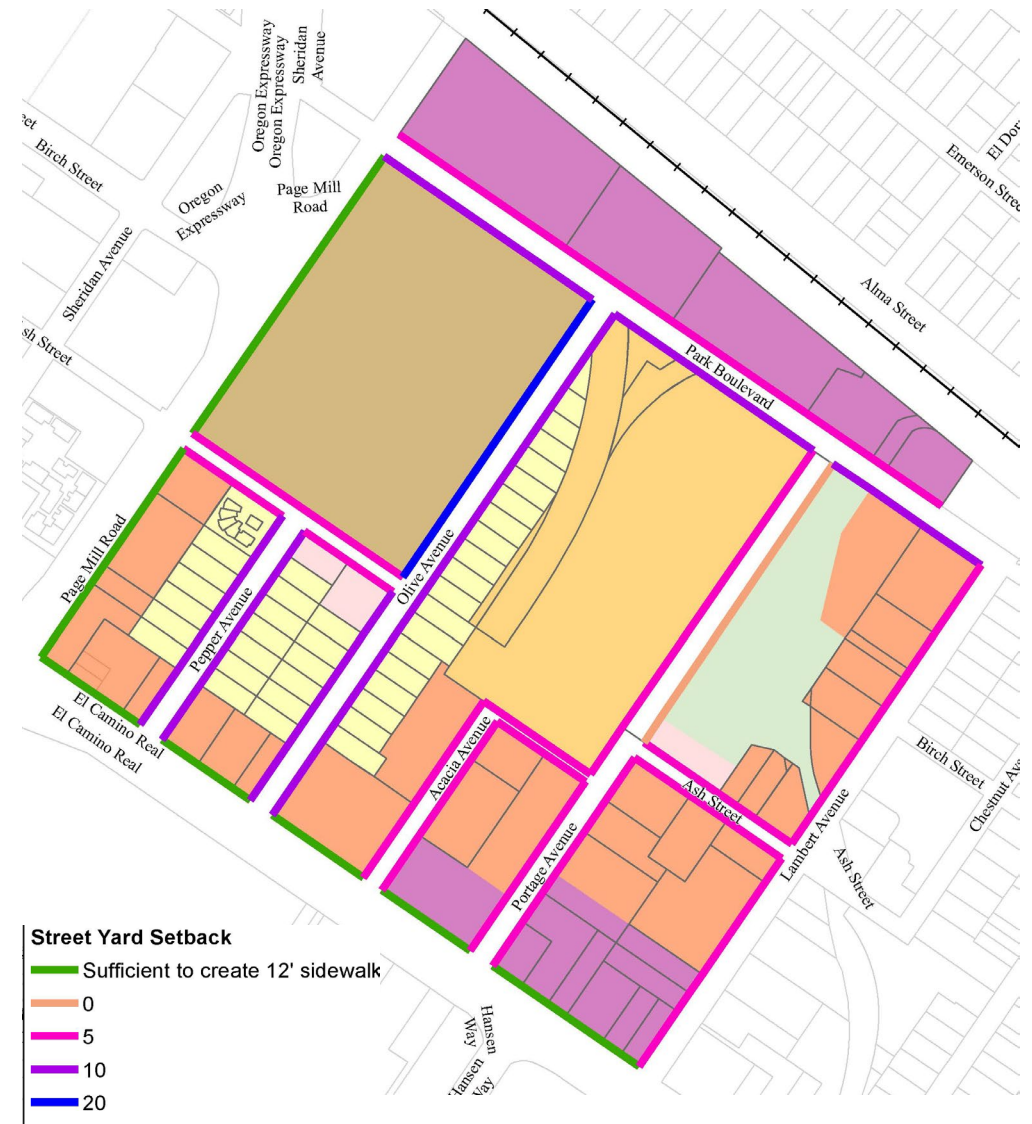 Oregon Expressway
Oregon Expressway
Sheridan
Avenue
Birch Street
Oregon
Expressway
Page Mill
Road
Sheridan Avenue
Emerson
Alma Street
Park Boulevard
Olive Avenue
Page Mill Road
Pepper Avenue
El Camino Real
El Camino Real
Acacia Avenue
Ash Street
Portage Avenue
Lambert Avenue
Birch Street
Ash Street
Hansen
Way
Hansen
Way
Street Yard Setback
Sufficient to create 12' sidewalk
0
5
10
20